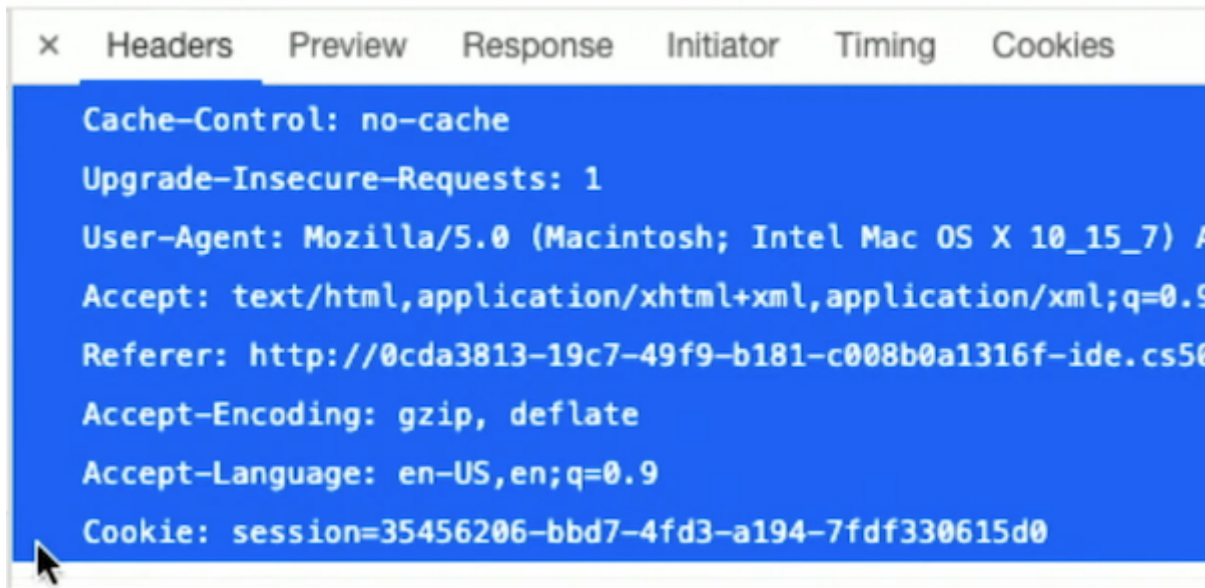 × Headers Preview Response Initiator Timing Cookies
Cache-Control: no-cache
Upgrade-Insecure-Requests: 1
User-Agent: Mozilla/5.0 (Macintosh; Intel Mac OS X 10_15_7) A
Accept: text/html,application/xhtml+xml,application/xml;q=0.9
Referer: http://0cda3813-19c7-49f9-b181-c008b0a1316f-ide.cs50
Accept-Encoding: gzip, deflate
Accept-Language: en-US,en;q=0.9
Cookie: session=35456206-bbd7-4fd3-a194-7fdf330615d0